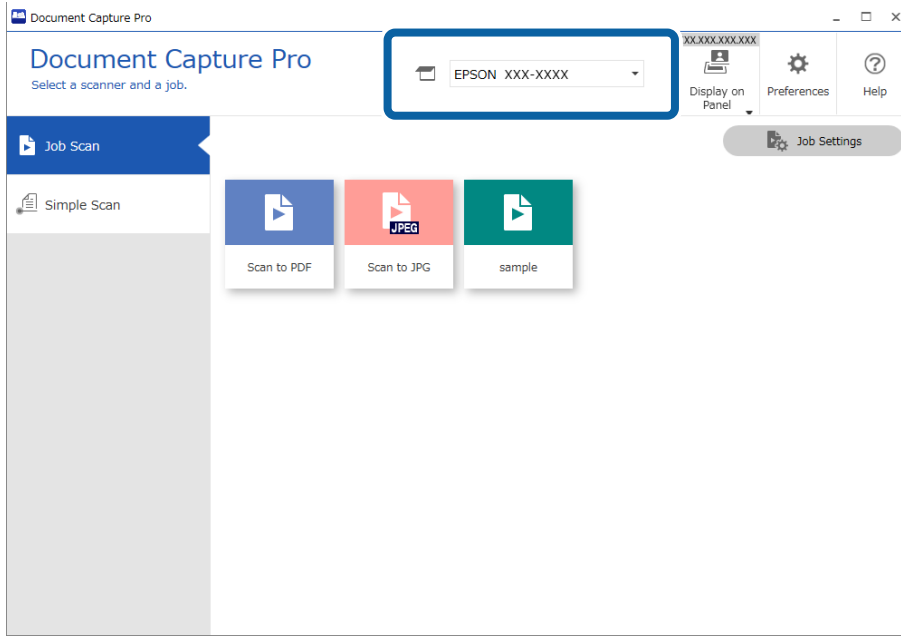 Document Capture Pro
Document Capture Pro
Select a scanner and a job.
EPSON XXX-XXXX
XX.XXX.XXX.XXX
Display on
Panel
Preferences
Help
Job Scan
Job Settings
Simple Scan
JPEG
Scan to PDF
Scan to JPG
sample